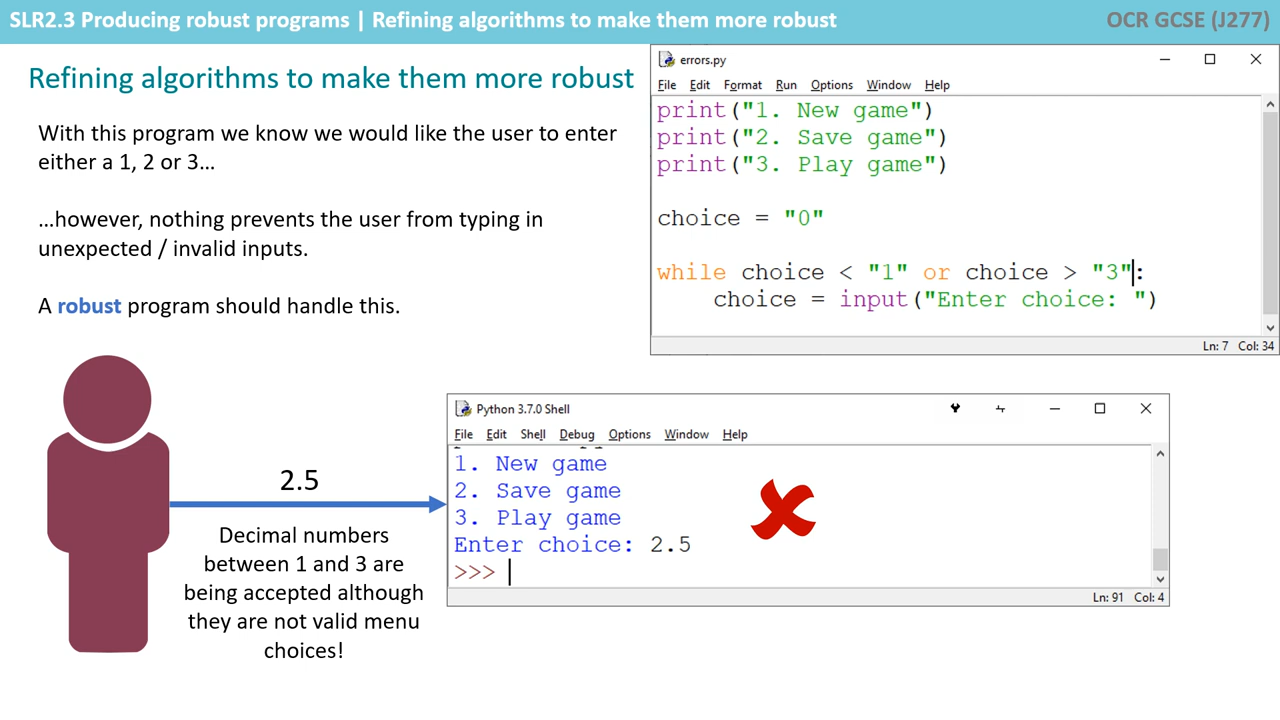 SLR2.3 Producing robust programs | Refining algorithms to make them more robust
OCR GCSE (J277)
Refining algorithms to make them more robust
With this program we know we would like the user to enter
either a 1, 2 or 3…
…however, nothing prevents the user from typing in
unexpected / invalid inputs.
A robust program should handle this.
errors.py
File Edit Format Run Options Window Help
print("1. New game")
print("2. Save game")
print("3. Play game")
choice = "0"
while choice < "1" or choice > "3":
    choice = input("Enter choice: ")
Ln: 7 Col: 34
2.5
Decimal numbers
between 1 and 3 are
being accepted although
they are not valid menu
choices!
Python 3.7.0 Shell
File Edit Shell Debug Options Window Help
1. New game
2. Save game
3. Play game
Enter choice: 2.5
>>>
Ln: 91 Col: 4